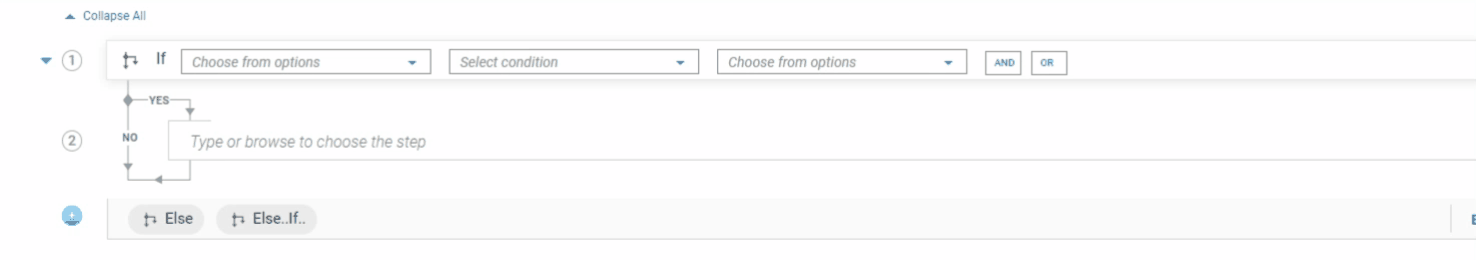 Collapse All
1 If Choose from options Select condition Choose from options AND OR
YES
2 NO Type or browse to choose the step
Else Else..If..